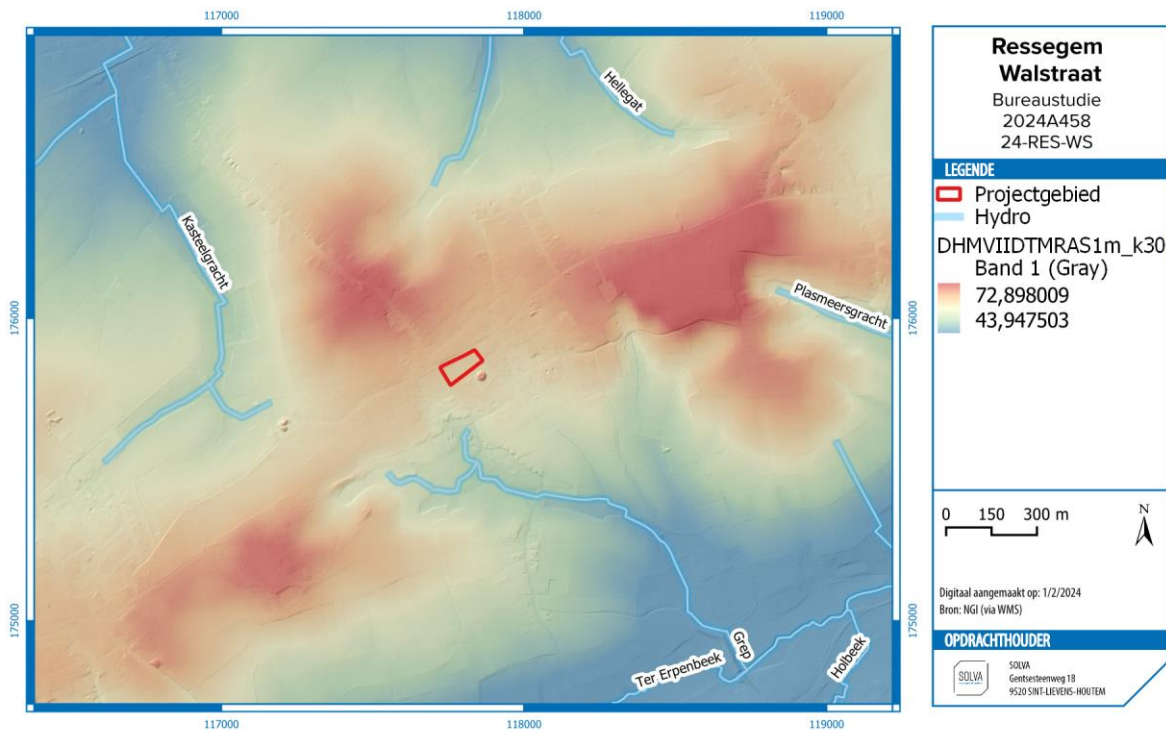 117000
118000
119000
176000
175000
Hellegat
Kasteelgracht
Plasmeersgracht
Grep
Ter Erpenbeek
Holbeek
176000
175000
117000
118000
119000
Ressegem
Walstraat
Bureaustudie
2024A458
24-RES-WS
LEGENDE
Projectgebied
Hydro
DHMVIIDTMRAS1m_k30
Band 1 (Gray)
72,898009
43,947503
0 150 300 m
N
Digitaal aangemaakt op: 1/2/2024
Bron: NGI (via WMS)
OPDRACHTHOUDER
SOLVA
SOLVA
Gentsesteenweg 1B
9520 SINT-LIEVENS-HOUTEM